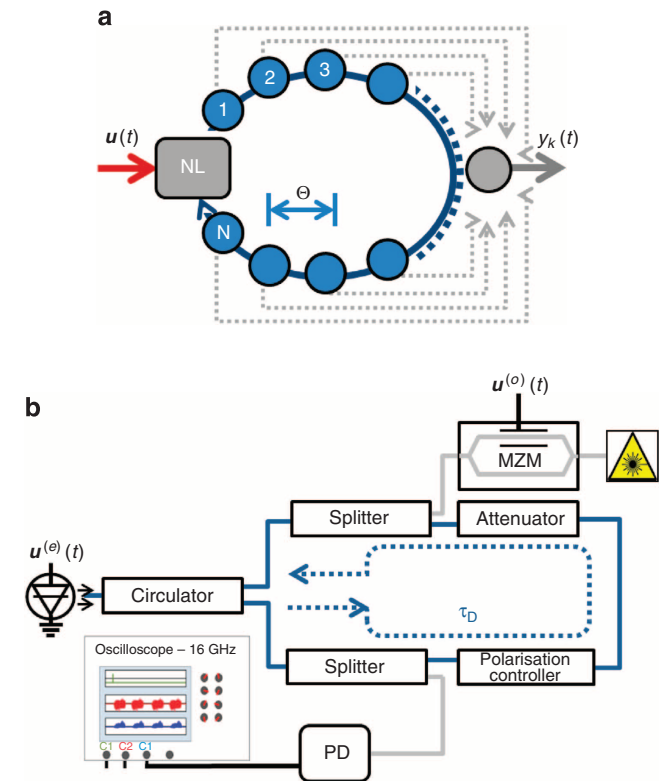 a
1
2
3
u(t)
NL
yₖ(t)
Θ
N
b
u⁽ᵒ⁾(t)
MZM
Splitter
Attenuator
u⁽ᵉ⁾(t)
Circulator
τD
Oscilloscope – 16 GHz
Splitter
Polarisation
controller
C1 C2 C1
PD